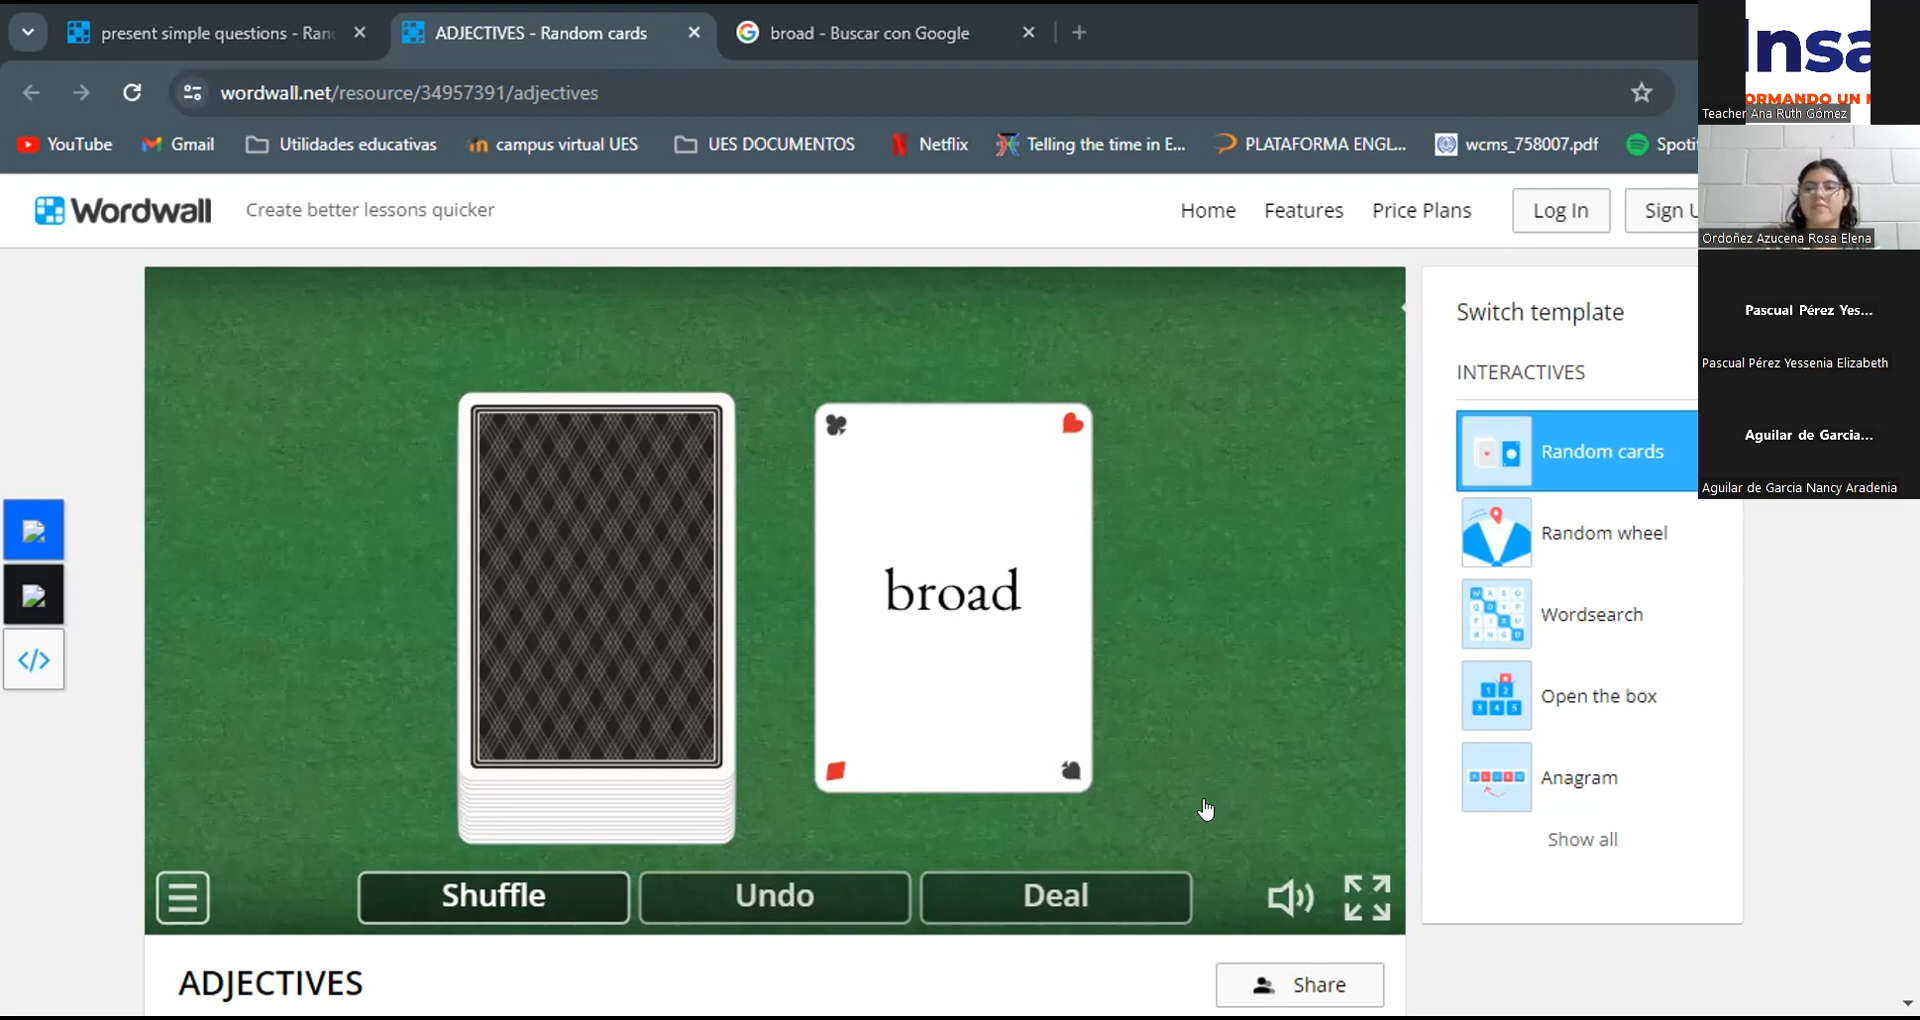 present simple questions - Ran
ADJECTIVES - Random cards
broad - Buscar con Google
wordwall.net/resource/34957391/adjectives
YouTube
Gmail
Utilidades educativas
campus virtual UES
UES DOCUMENTOS
Netflix
Telling the time in E...
PLATAFORMA ENGL...
wcms_758007.pdf
Spoti
Wordwall
Create better lessons quicker
Home
Features
Price Plans
Log In
Sign U
Insa
ORMANDO UN
Teacher Ana Ruth Gómez
Ordoñez Azucena Rosa Elena
Pascual Pérez Yes...
Pascual Pérez Yessenia Elizabeth
Aguilar de Garcia...
Aguilar de Garcia Nancy Aradenia
broad
Shuffle
Undo
Deal
Switch template
INTERACTIVES
Random cards
Random wheel
Wordsearch
Open the box
Anagram
Show all
ADJECTIVES
Share